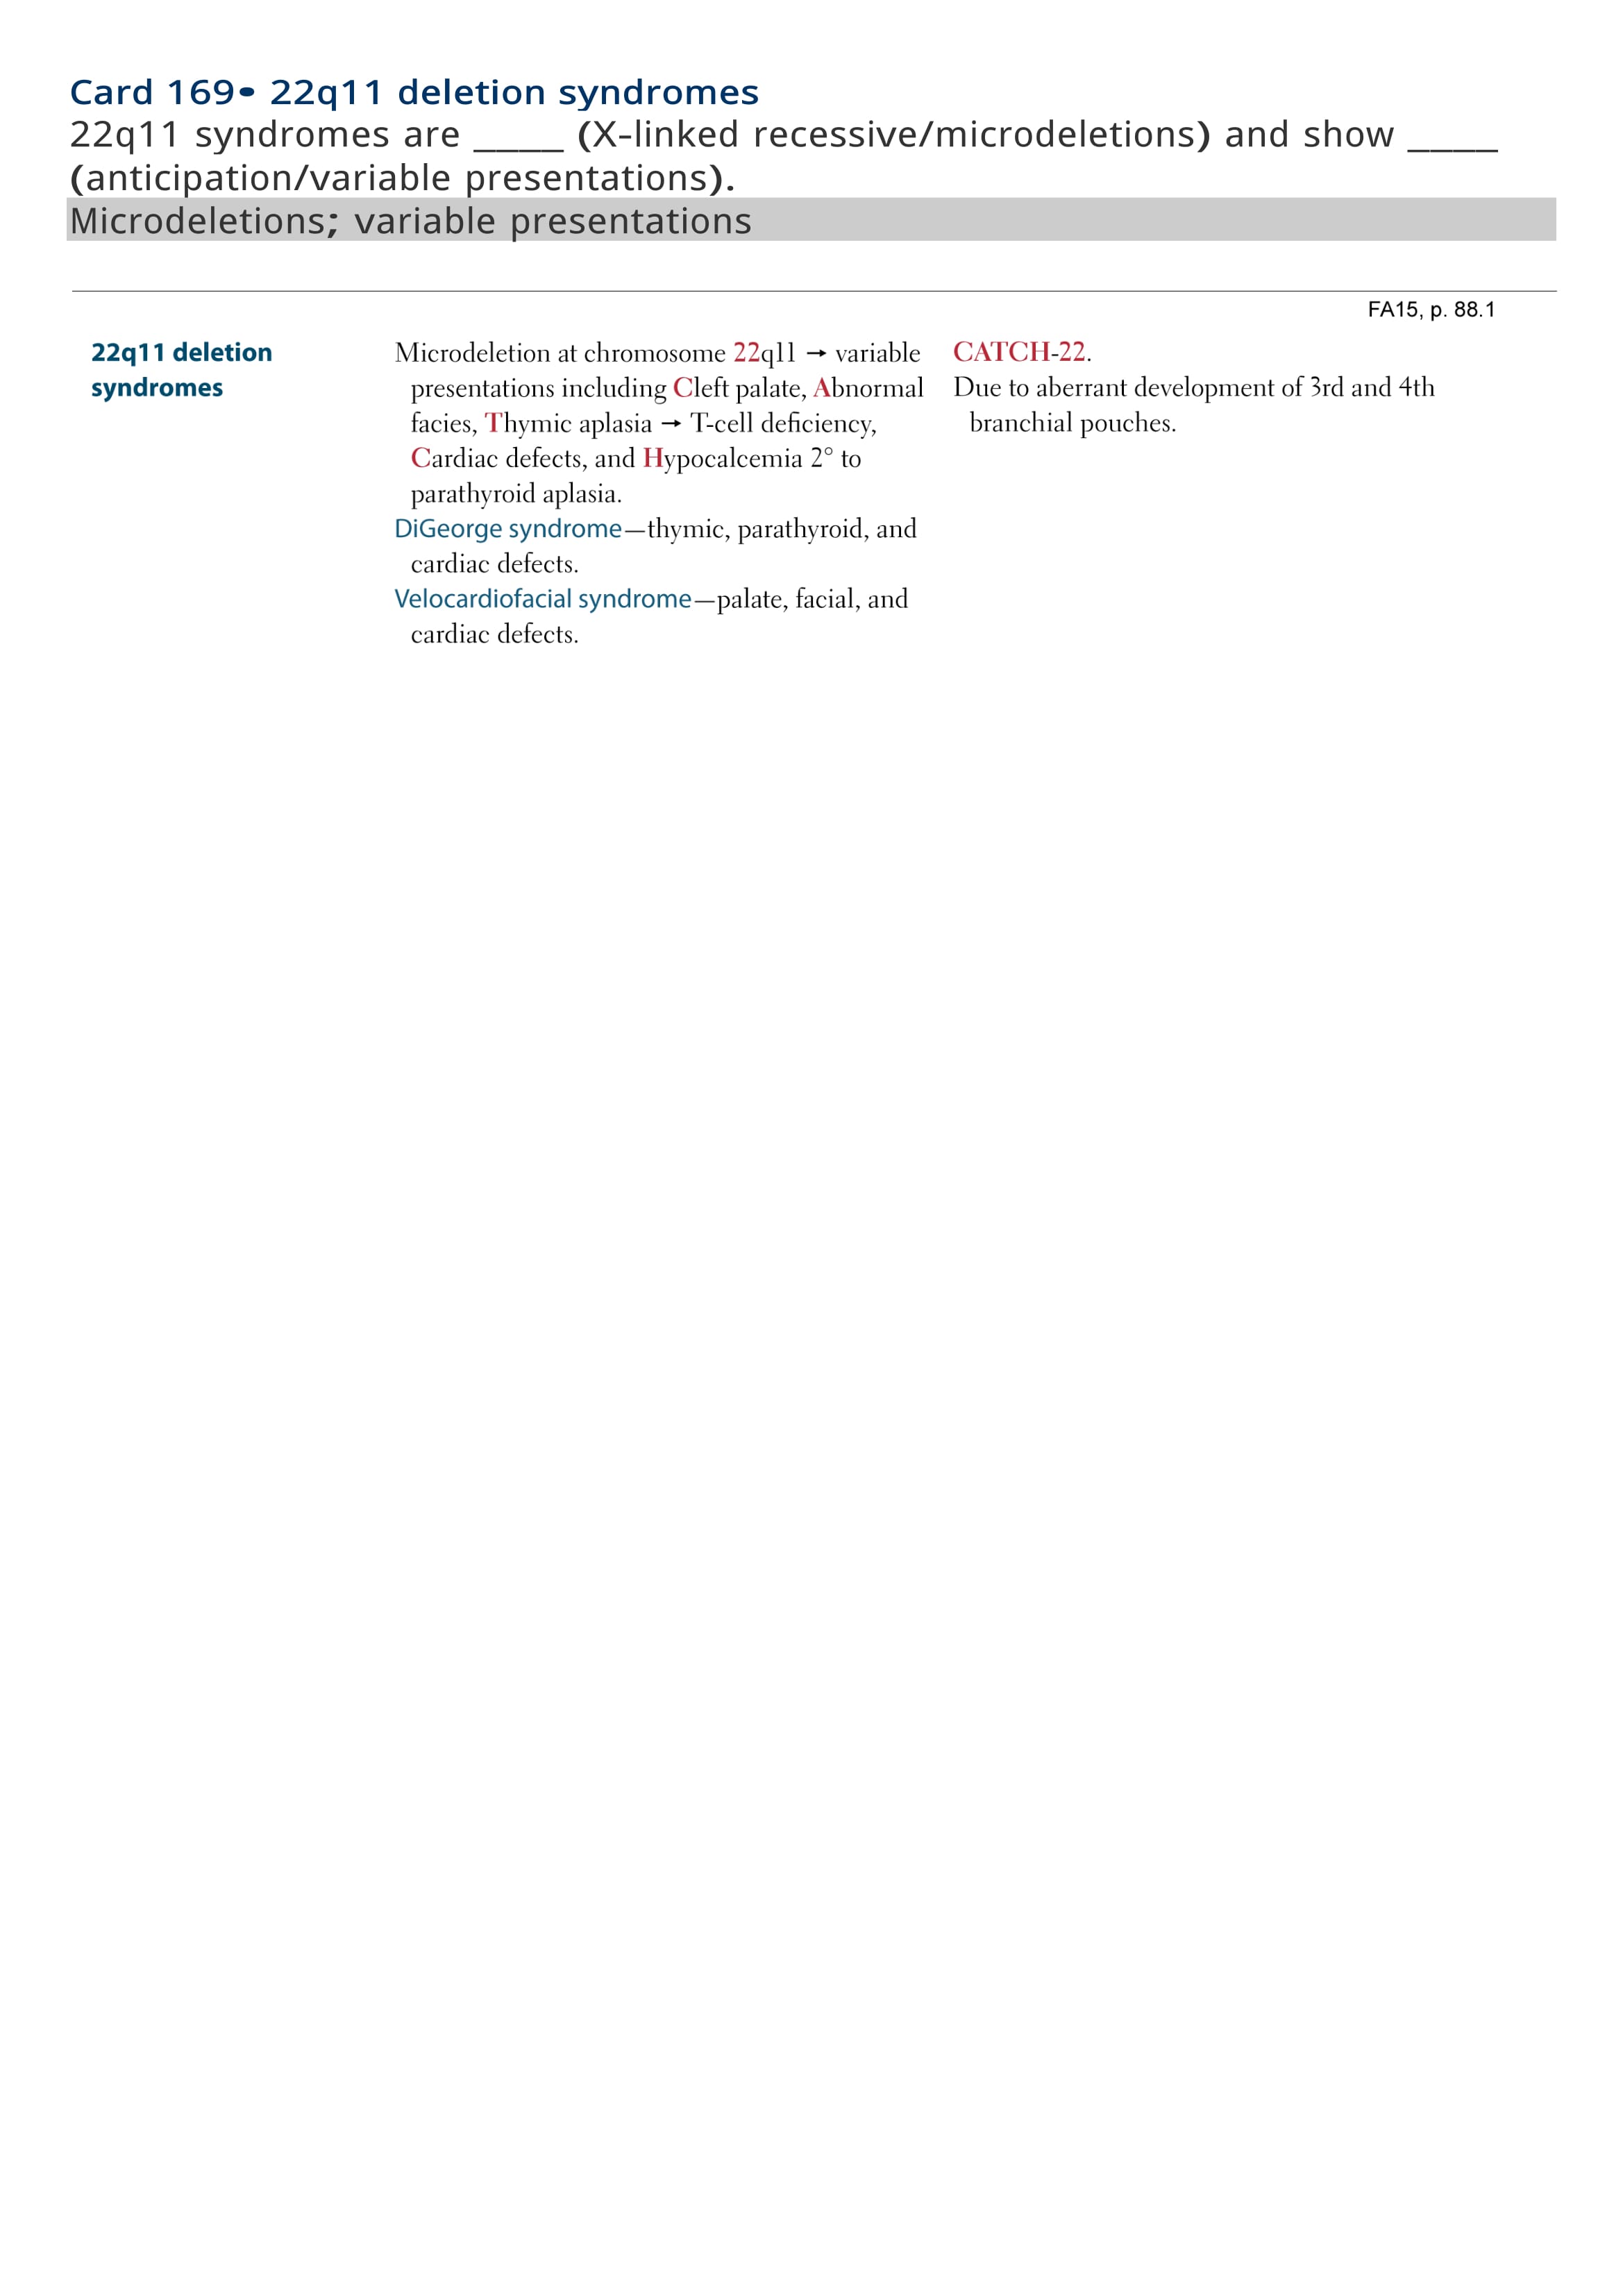 Card 169• 22q11 deletion syndromes
22q11 syndromes are ____ (X-linked recessive/microdeletions) and show ____
(anticipation/variable presentations).
Microdeletions; variable presentations
FA15, p. 88.1
22q11 deletion
syndromes
Microdeletion at chromosome 22q11 → variable
presentations including Cleft palate, Abnormal
facies, Thymic aplasia → T-cell deficiency,
Cardiac defects, and Hypocalcemia 2° to
parathyroid aplasia.
DiGeorge syndrome—thymic, parathyroid, and
cardiac defects.
Velocardiofacial syndrome—palate, facial, and
cardiac defects.
CATCH-22.
Due to aberrant development of 3rd and 4th
branchial pouches.